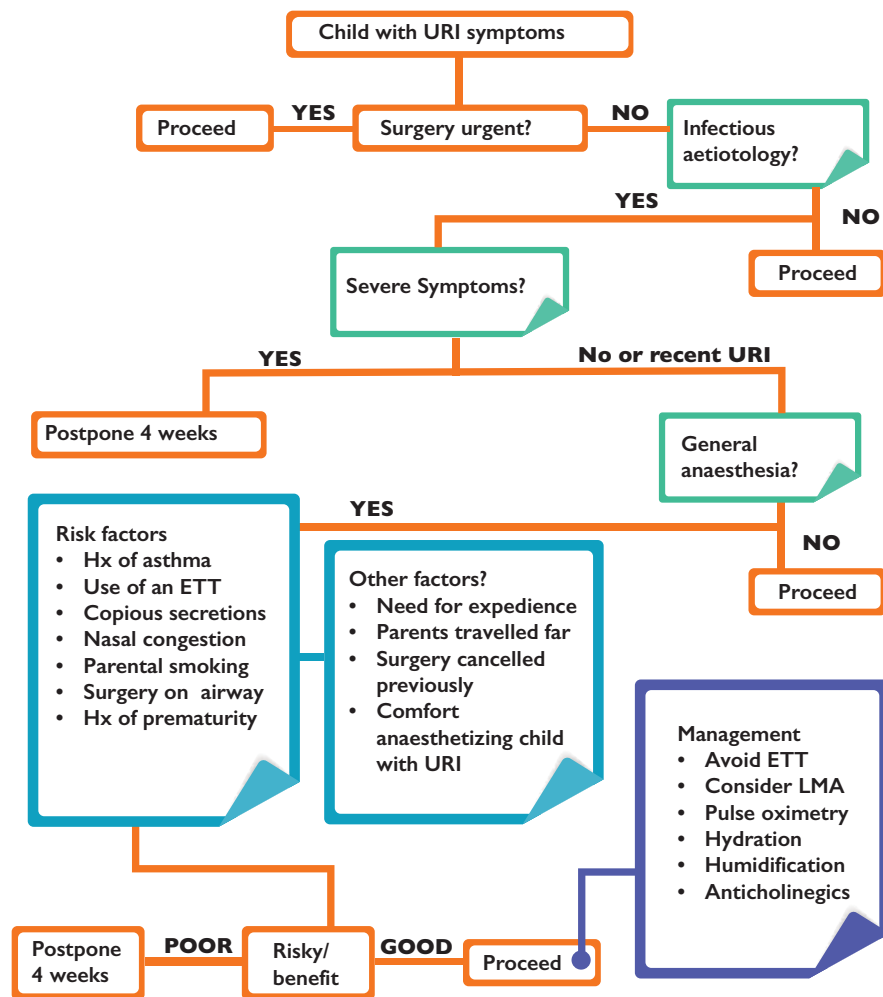 Child with URI symptoms
Proceed
YES
Surgery urgent?
NO
Infectious
aetiotology?
YES
NO
Proceed
Severe Symptoms?
YES
No or recent URI
Postpone 4 weeks
General
anaesthesia?
YES
NO
Proceed
Risk factors
• Hx of asthma
• Use of an ETT
• Copious secretions
• Nasal congestion
• Parental smoking
• Surgery on airway
• Hx of prematurity
Other factors?
• Need for expedience
• Parents travelled far
• Surgery cancelled
previously
• Comfort
anaesthetizing child
with URI
Management
• Avoid ETT
• Consider LMA
• Pulse oximetry
• Hydration
• Humidification
• Anticholinegics
Postpone
4 weeks
POOR
Risky/
benefit
GOOD
Proceed